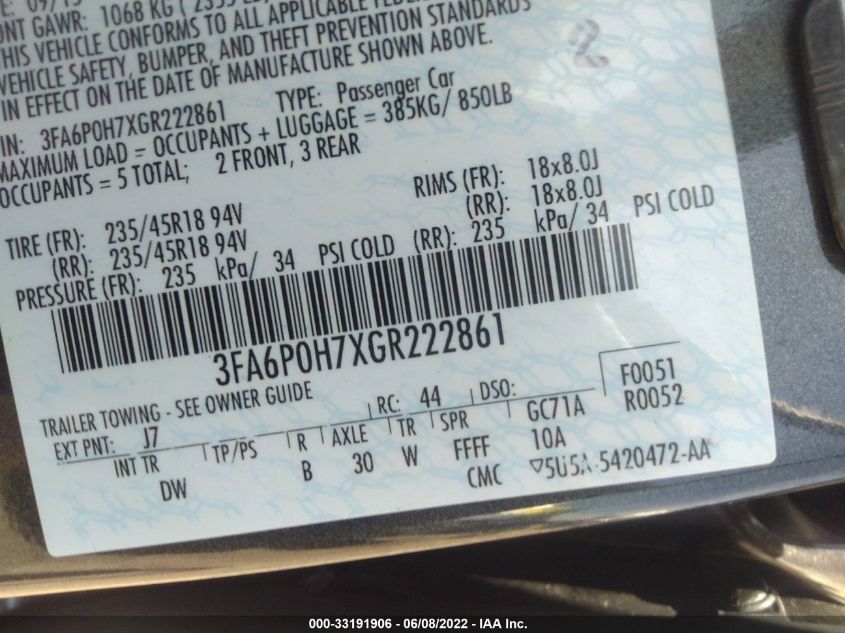 09/15
GAWR: 1068 KG
THIS VEHICLE CONFORMS TO ALL APPLICABLE
VEHICLE SAFETY, BUMPER, AND THEFT PREVENTION STANDARDS
IN EFFECT ON THE DATE OF MANUFACTURE SHOWN ABOVE.
2
IN: 3FA6P0H7XGR222861 TYPE: Passenger Car
MAXIMUM LOAD = OCCUPANTS + LUGGAGE = 385KG/ 850LB
OCCUPANTS = 5 TOTAL; 2 FRONT, 3 REAR
TIRE (FR): 235/45R18 94V RIMS (FR): 18x8.0J
(RR): 235/45R18 94V (RR): 18x8.0J
PRESSURE (FR): 235 kPa/ 34 PSI COLD (RR): 235 kPa/ 34 PSI COLD
3FA6P0H7XGR222861
TRAILER TOWING - SEE OWNER GUIDE
F0051
EXT PNT: J7 RC: 44 DSO: R0052
INT TR TP/PS R AXLE TR SPR GC71A
DW B 30 W FFFF 10A
CMC ▽5U5A-5420472-AA
000-33191906 - 06/08/2022 - IAA Inc.